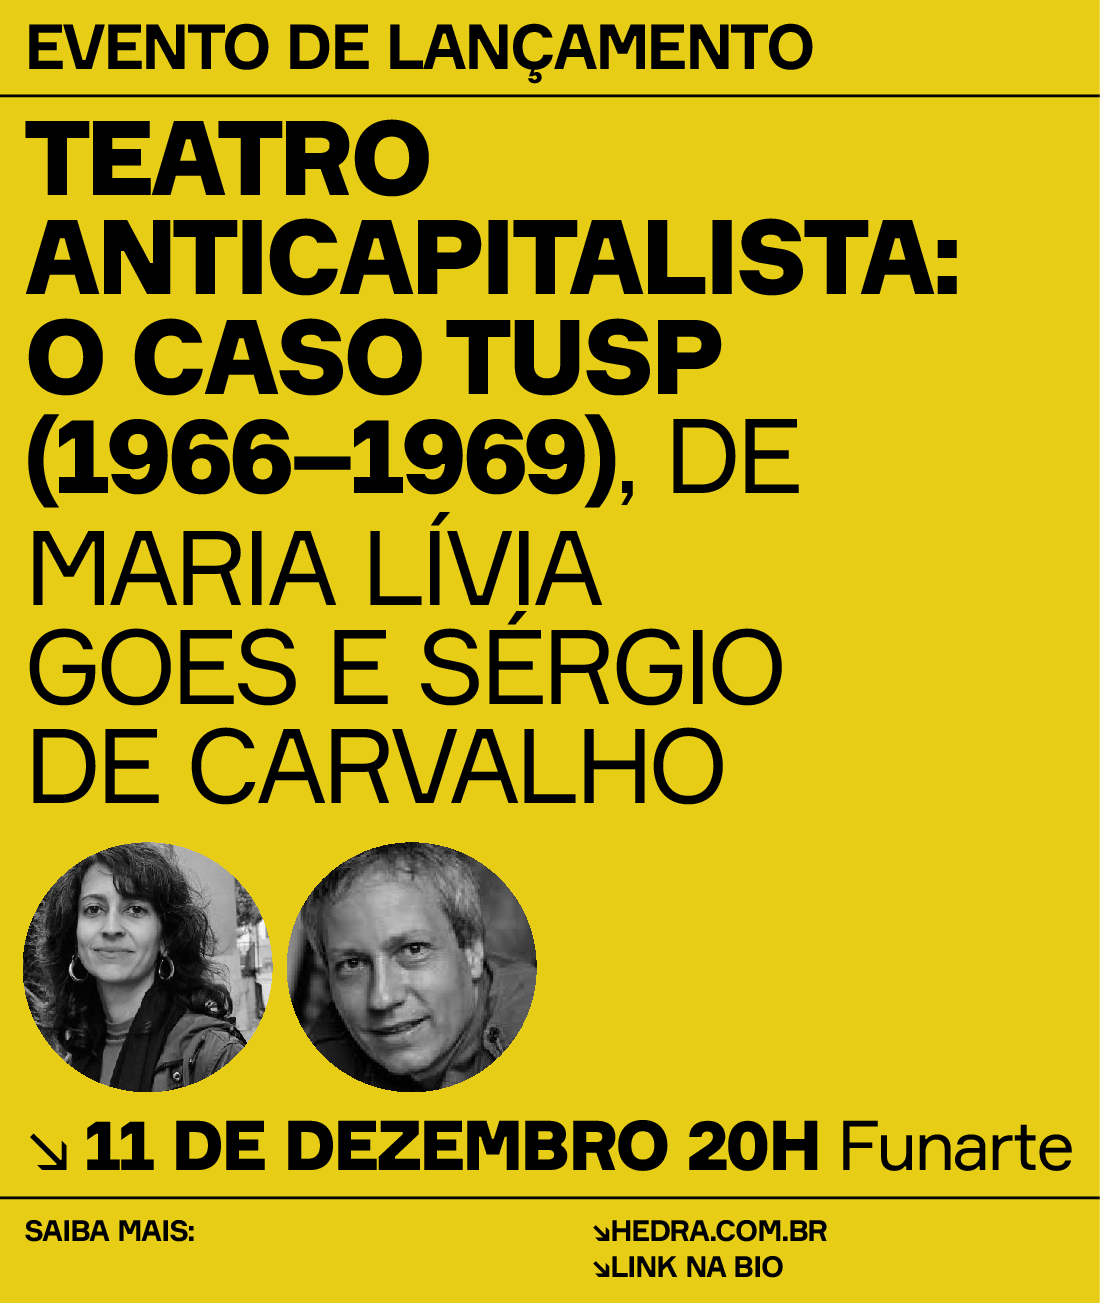 EVENTO DE LANÇAMENTO
TEATRO
ANTICAPITALISTA:
O CASO TUSP
(1966–1969), DE
MARIA LÍVIA
GOES E SÉRGIO
DE CARVALHO
↘ 11 DE DEZEMBRO 20H Funarte
SAIBA MAIS:
↘HEDRA.COM.BR
↘LINK NA BIO